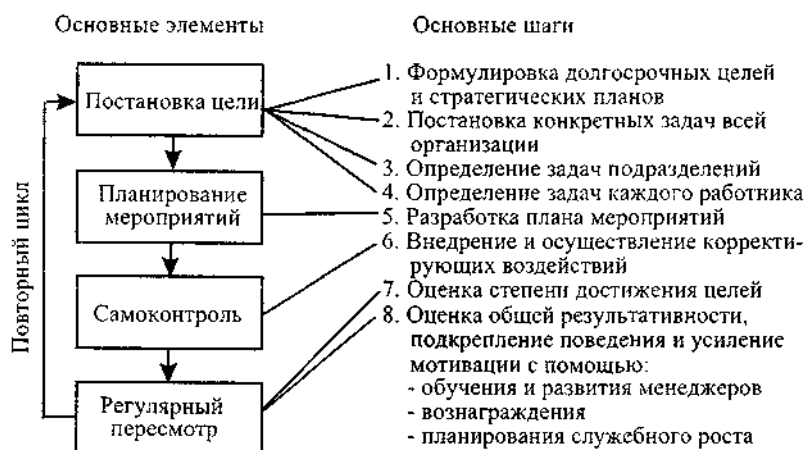 Основные элементы
Основные шаги
Постановка цели
Планирование
мероприятий
Самоконтроль
Регулярный
пересмотр
Повторный цикл
1. Формулировка долгосрочных целей
и стратегических планов
2. Постановка конкретных задач всей
организации
3. Определение задач подразделений
4. Определение задач каждого работника
5. Разработка плана мероприятий
6. Внедрение и осуществление корректи-
рующих воздействий
7. Оценка степени достижения целей
8. Оценка общей результативности,
подкрепление поведения и усиление
мотивации с помощью:
- обучения и развития менеджеров
- вознаграждения
- планирования служебного роста